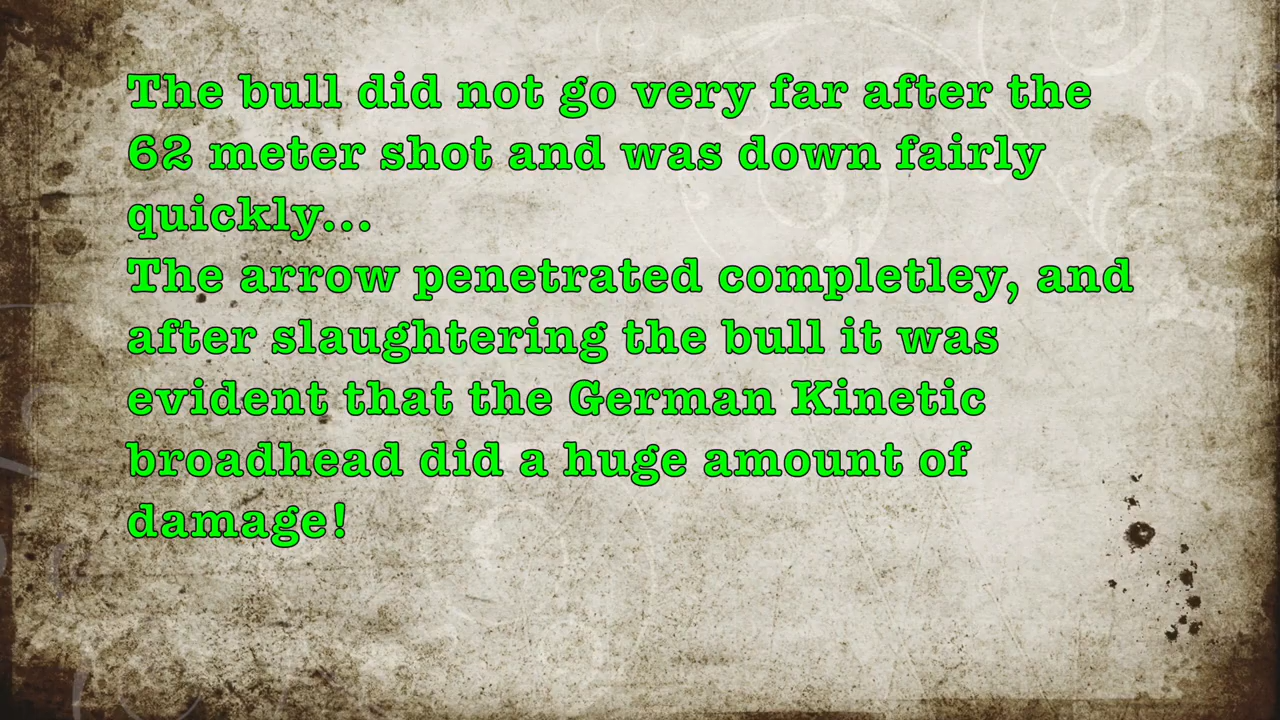 The bull did not go very far after the
62 meter shot and was down fairly
quickly...
The arrow penetrated completley, and
after slaughtering the bull it was
evident that the German Kinetic
broadhead did a huge amount of
damage!